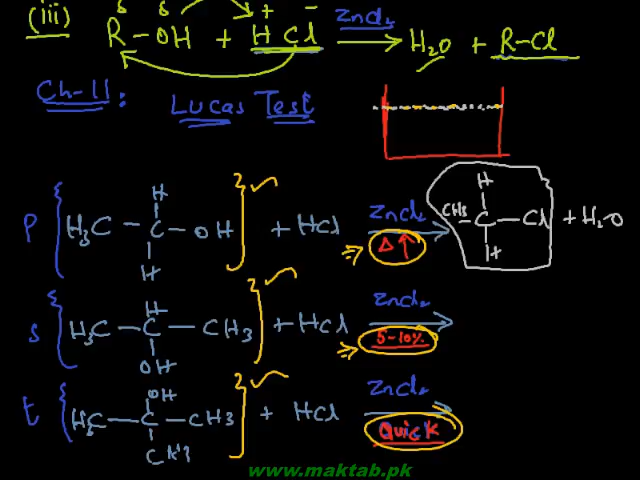 (iii) R – OH + H Cl ZnCl₂ → H₂O + R–Cl
δ δ + –
Ch-11: Lucas Test
H H
P H₃C – C – OH + HCl ZnCl₂ CH₃ – C – Cl + H₂O
H Δ↑ H
H ZnCl₂
S H₃C – C – CH₃ + HCl 5-10%
OH
OH ZnCl₂
t H₃C – C – CH3 + HCl Quick
CH3
www.maktab.pk